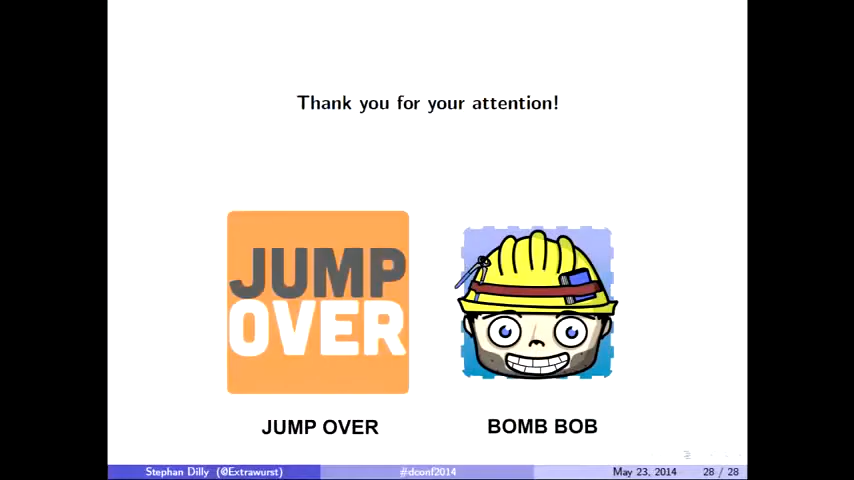 Thank you for your attention!
JUMP
OVER
JUMP OVER
BOMB BOB
Stephan Dilly (@Extrawurst)
#dconf2014
May 23, 2014
28 / 28